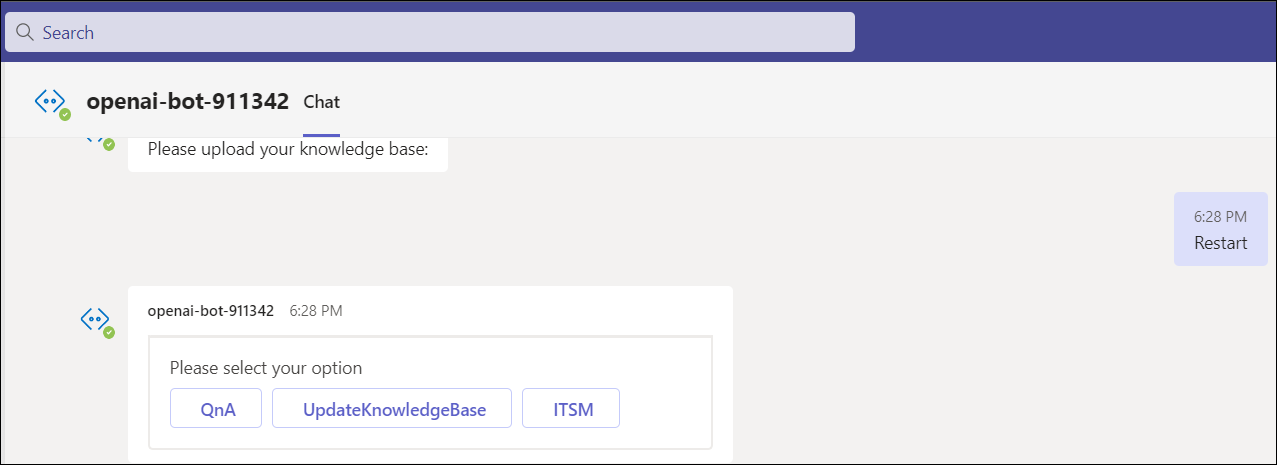 Search
openai-bot-911342 Chat
Please upload your knowledge base:
6:28 PM
Restart
openai-bot-911342 6:28 PM
Please select your option
QnA UpdateKnowledgeBase ITSM